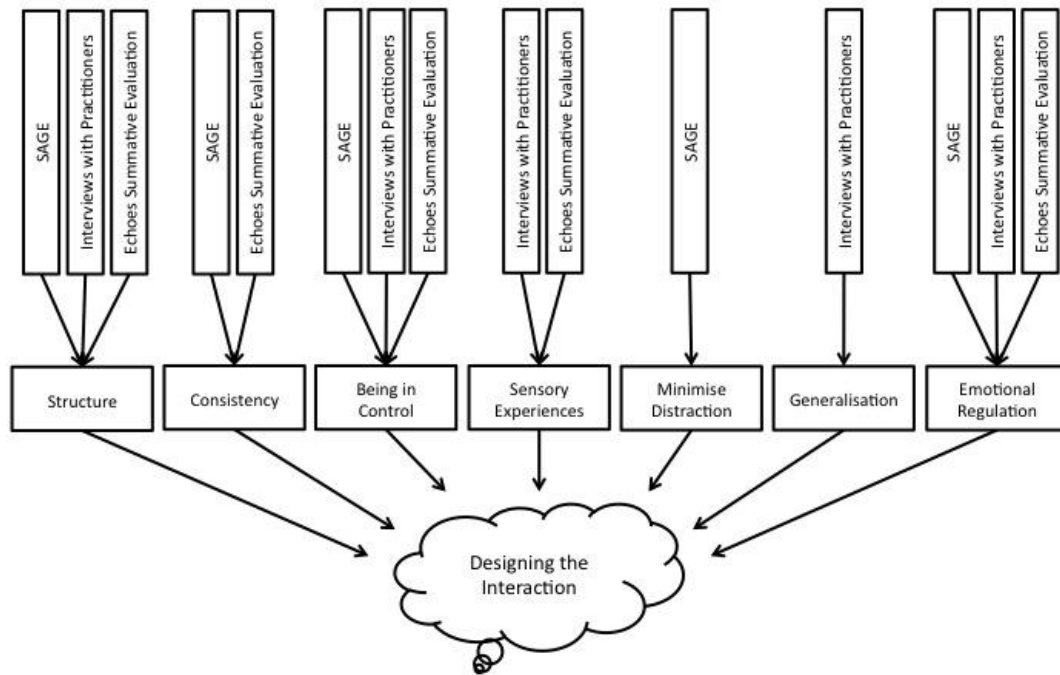 SAGE
Interviews with Practitioners
Echoes Summative Evaluation
SAGE
Echoes Summative Evaluation
SAGE
Interviews with Practitioners
Echoes Summative Evaluation
Interviews with Practitioners
Echoes Summative Evaluation
SAGE
Interviews with Practitioners
SAGE
Interviews with Practitioners
Echoes Summative Evaluation
Structure
Consistency
Being in
Control
Sensory
Experiences
Minimise
Distraction
Generalisation
Emotional
Regulation
Designing the
Interaction